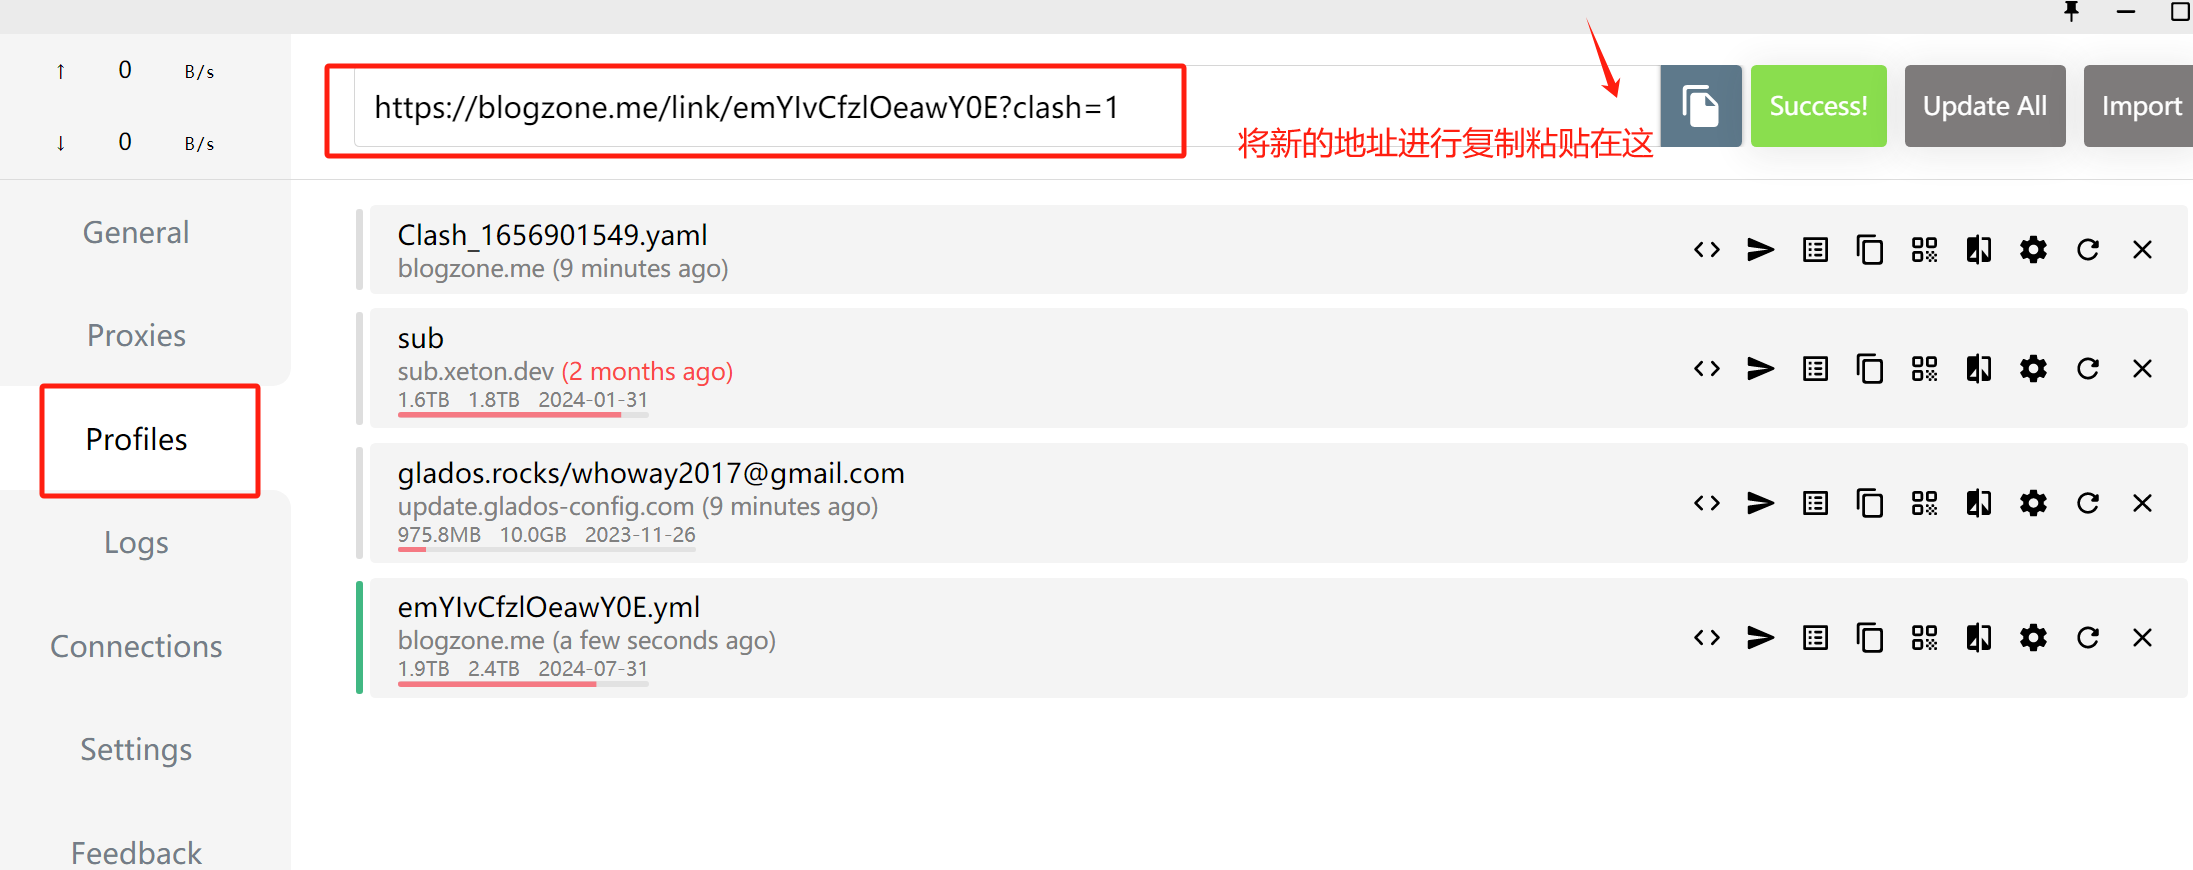 ↑ 0 B/s
↓ 0 B/s
https://blogzone.me/link/emYIvCfzlOeawY0E?clash=1
Success!
Update All
Import
将新的地址进行复制粘贴在这
General
Proxies
Profiles
Logs
Connections
Settings
Feedback
Clash_1656901549.yaml
blogzone.me (9 minutes ago)
sub
sub.xeton.dev (2 months ago)
1.6TB 1.8TB 2024-01-31
glados.rocks/whoway2017@gmail.com
update.glados-config.com (9 minutes ago)
975.8MB 10.0GB 2023-11-26
emYIvCfzlOeawY0E.yml
blogzone.me (a few seconds ago)
1.9TB 2.4TB 2024-07-31